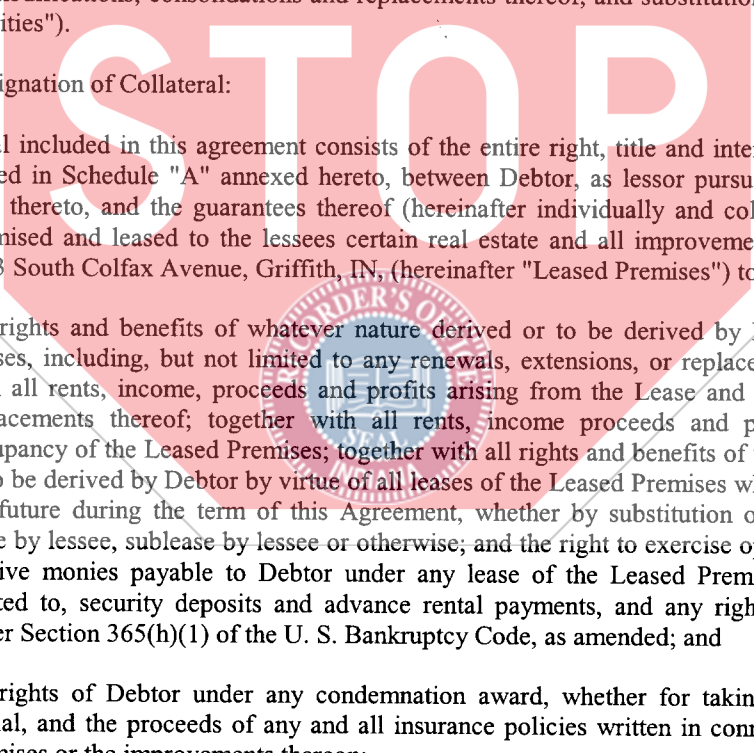 ities").
STOP
ignation of Collateral:
l included in this agreement consists of the entire right, title and inte
ed in Schedule "A" annexed hereto, between Debtor, as lessor pursu
thereto, and the guarantees thereof (hereinafter individually and col
mised and leased to the lessees certain real estate and all improveme
3 South Colfax Avenue, Griffith, IN, (hereinafter "Leased Premises") to
RECORDER'S OF
SEAL
INDIANA
rights and benefits of whatever nature derived or to be derived by
ses, including, but not limited to any renewals, extensions, or replace
all rents, income, proceeds and profits arising from the Lease and
acements thereof; together with all rents, income proceeds and p
upancy of the Leased Premises; together with all rights and benefits of
o be derived by Debtor by virtue of all leases of the Leased Premises w
future during the term of this Agreement, whether by substitution o
e by lessee, sublease by lessee or otherwise; and the right to exercise o
ive monies payable to Debtor under any lease of the Leased Prem
ted to, security deposits and advance rental payments, and any righ
er Section 365(h)(1) of the U. S. Bankruptcy Code, as amended; and
rights of Debtor under any condemnation award, whether for takin
al, and the proceeds of any and all insurance policies written in conn